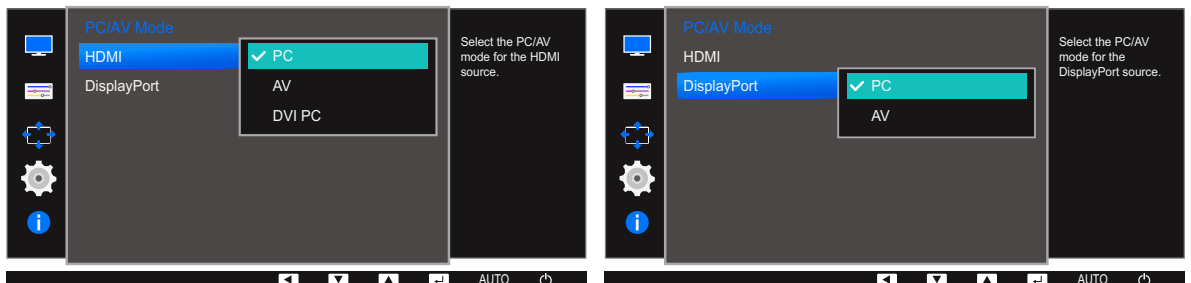 PC/AV Mode
HDMI
DisplayPort
PC
AV
DVI PC
Select the PC/AV
mode for the HDMI
source.
AUTO
PC/AV Mode
HDMI
DisplayPort
PC
AV
Select the PC/AV
mode for the
DisplayPort source.
AUTO